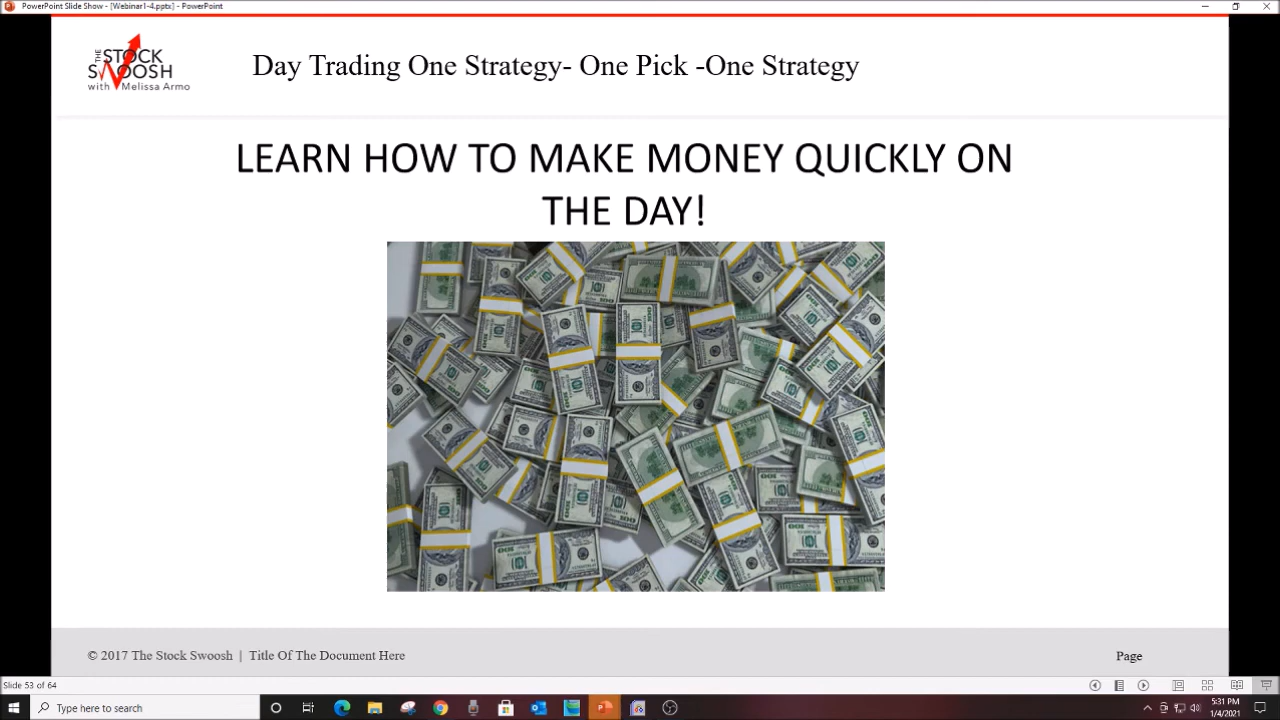 PowerPoint Slide Show - [Webinar1-4.pptx] - PowerPoint
THE STOCK
SWOOSH
with Melissa Armo
Day Trading One Strategy- One Pick -One Strategy
LEARN HOW TO MAKE MONEY QUICKLY ON
THE DAY!
© 2017 The Stock Swoosh | Title Of The Document Here
Page
Slide 53 of 64
Type here to search
5:31 PM
1/4/2021